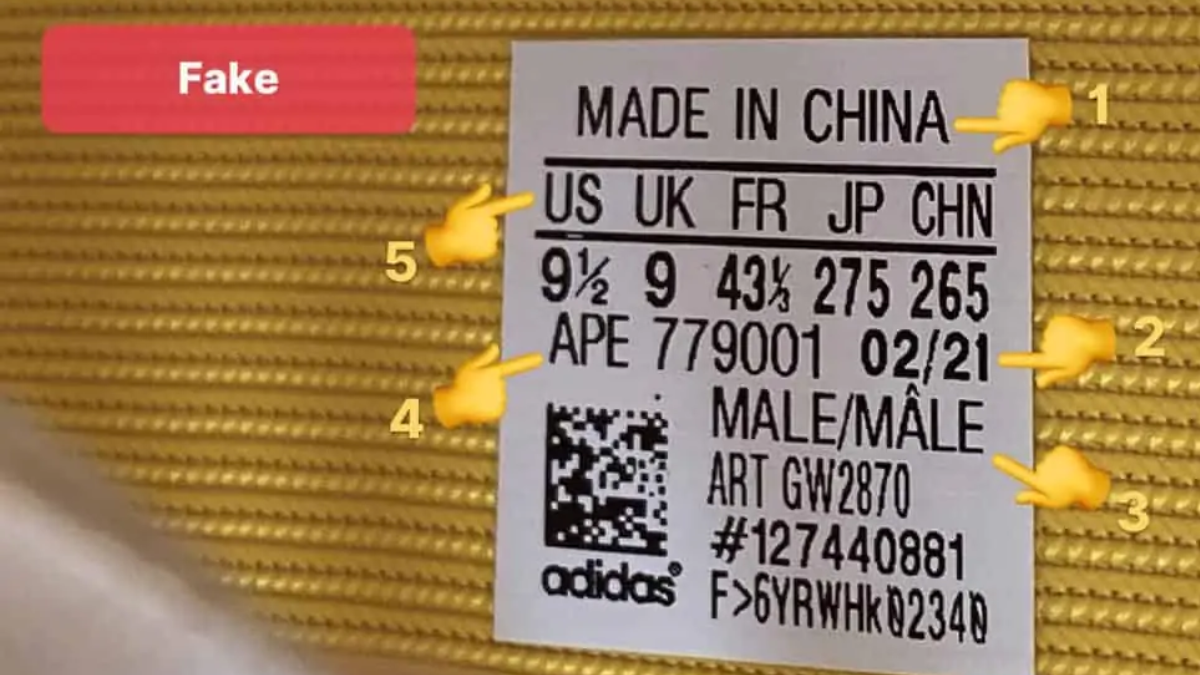 Fake
MADE IN CHINA
1
US UK FR JP CHN
5
9½ 9 43⅓ 275 265
APE 779001 02/21
2
4
MALE/MÂLE
ART GW2870
3
#127440881
adidas®
F>6YRWHk02340